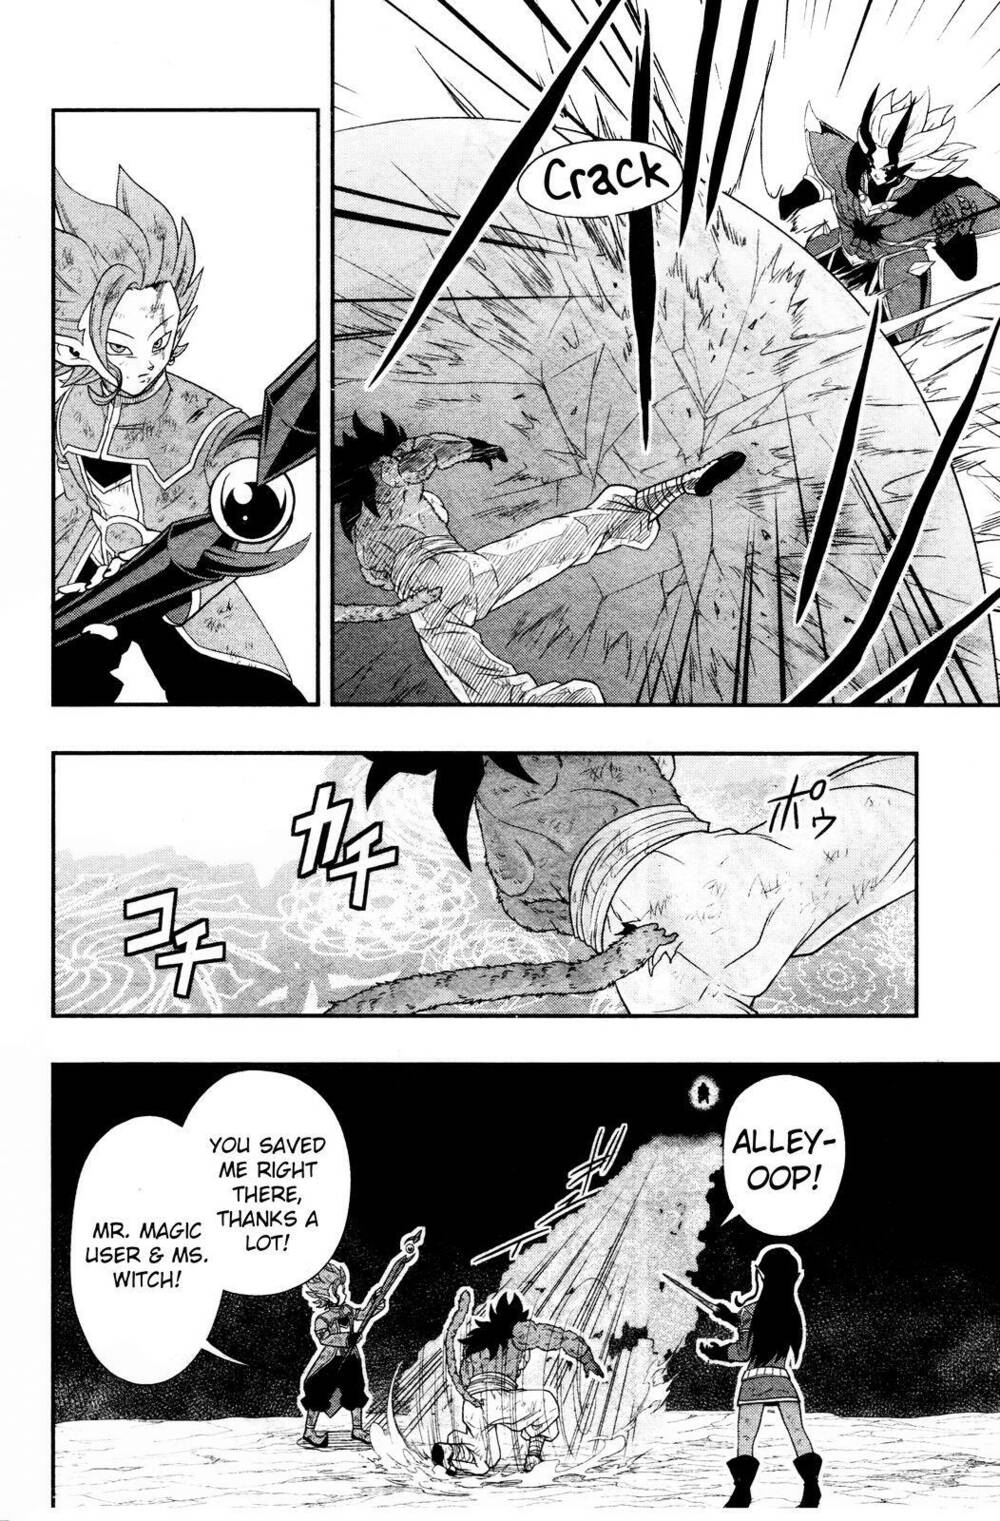 Crack
ポゥ
カチ
コチ
ALLEY-
OOP!
YOU SAVED
ME RIGHT
THERE,
THANKS A
LOT!
MR. MAGIC
USER & MS.
WITCH!